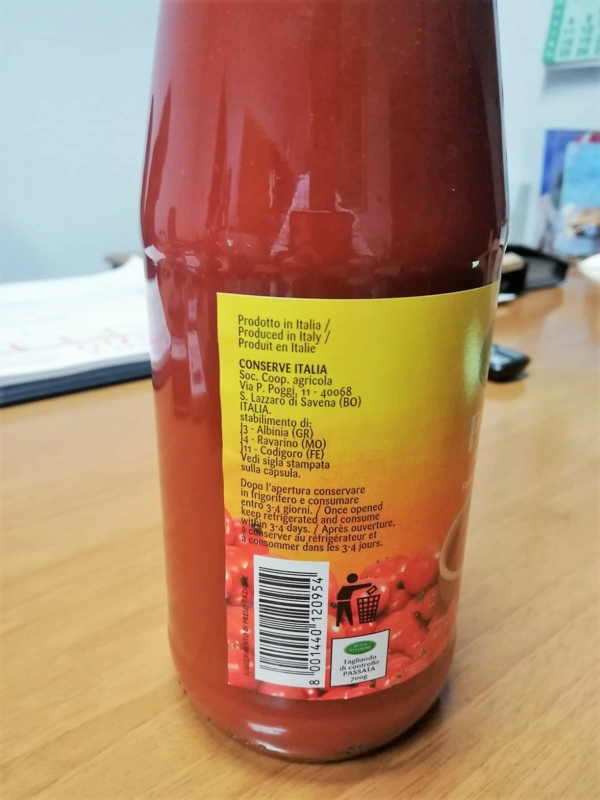 Prodotto in Italia /
Produced in Italy /
Produit en Italie
CONSERVE ITALIA
Soc. Coop. agricola
Via P. Poggi, 11 - 40068
S. Lazzaro di Savena (BO)
ITALIA.
stabilimento di:
J3 - Albinia (GR)
J4 - Ravarino (MO)
J11 - Codigoro (FE)
Vedi sigla stampata
sulla capsula.
Dopo l'apertura conservare
in frigorifero e consumare
entro 3-4 giorni. / Once opened
keep refrigerated and consume
within 3-4 days. / Après ouverture,
à conserver au réfrigérateur et
à consommer dans les 3-4 jours.
8 001440 120954
Tagliando
di controllo
PASSATA
700g